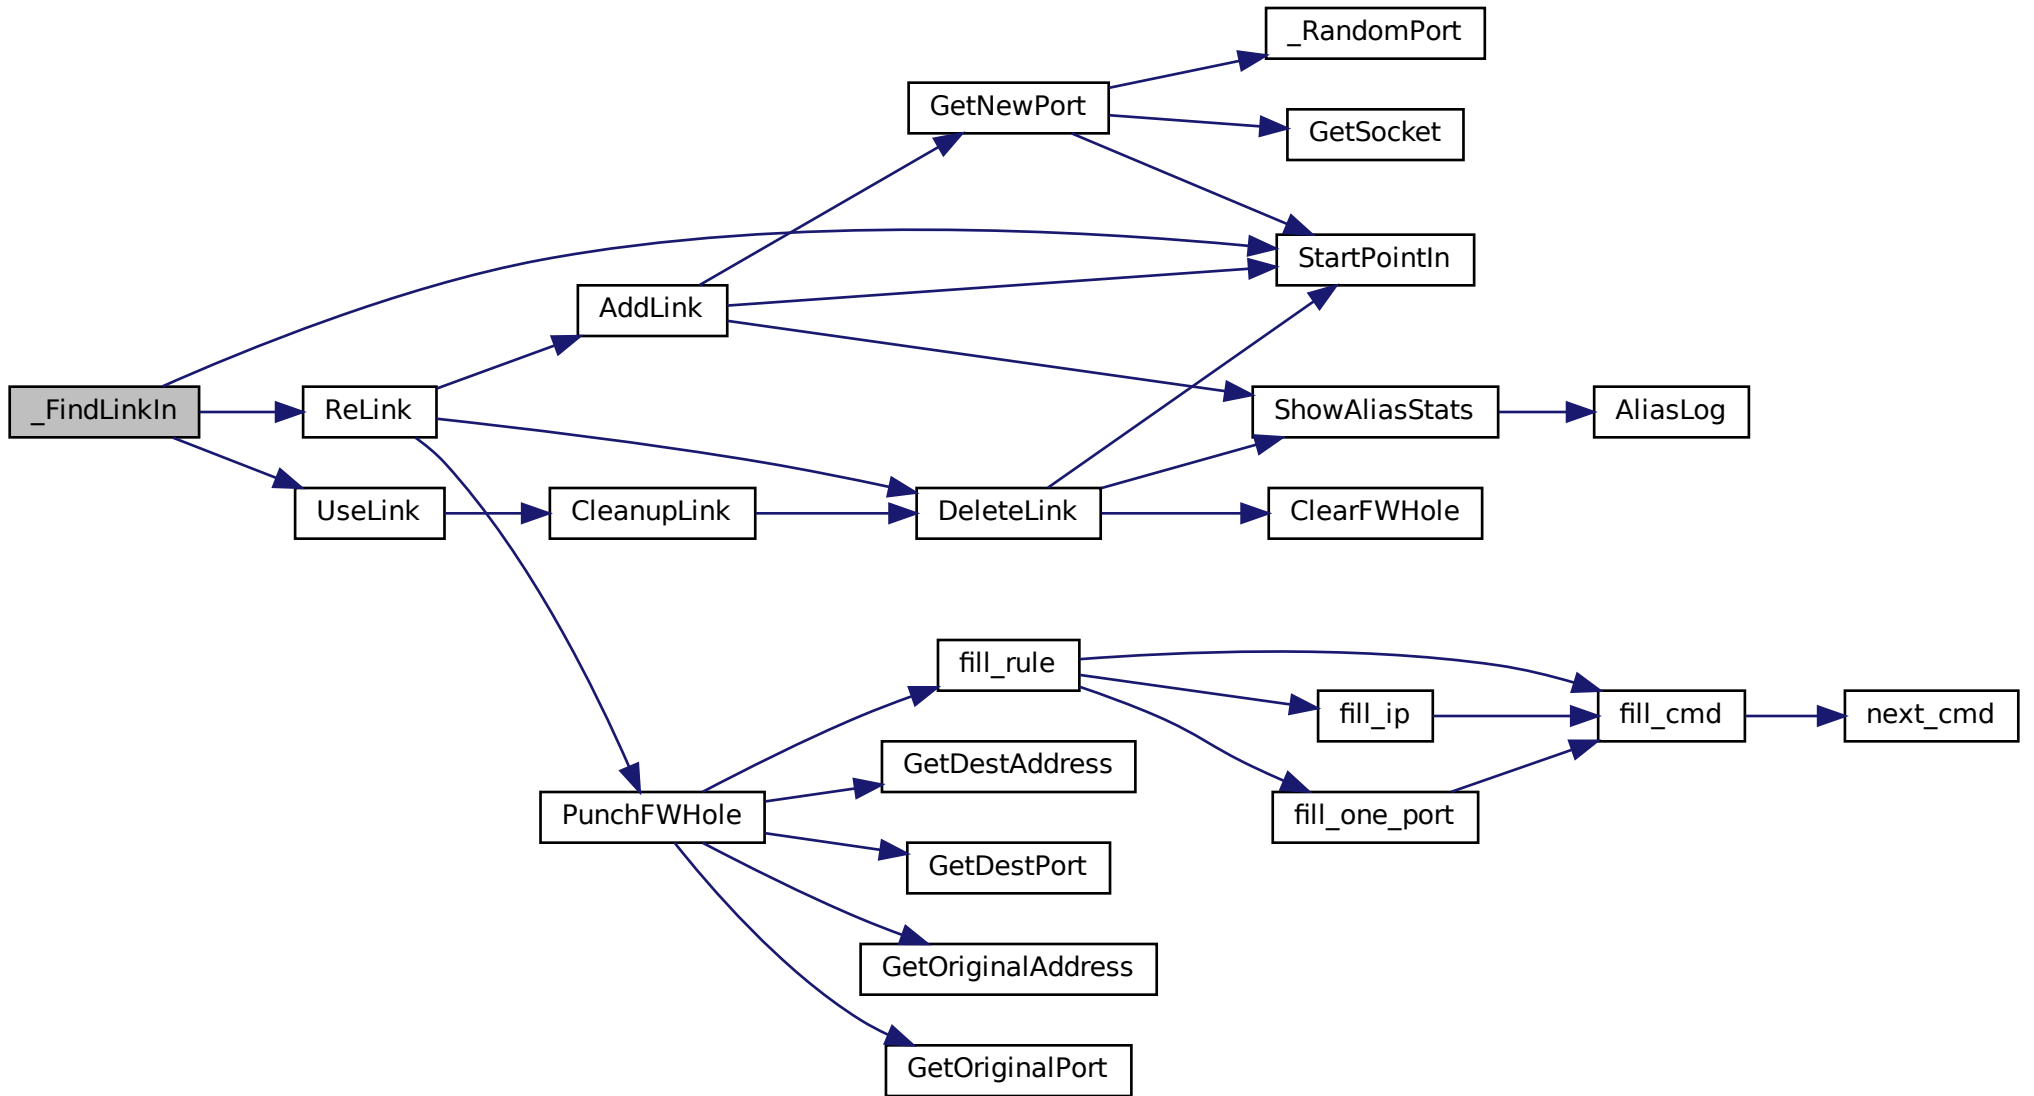 _RandomPort
GetNewPort
GetSocket
StartPointIn
AddLink
_FindLinkIn
ReLink
ShowAliasStats
AliasLog
UseLink
CleanupLink
DeleteLink
ClearFWHole
fill_rule
fill_ip
fill_cmd
next_cmd
GetDestAddress
PunchFWHole
fill_one_port
GetDestPort
GetOriginalAddress
GetOriginalPort